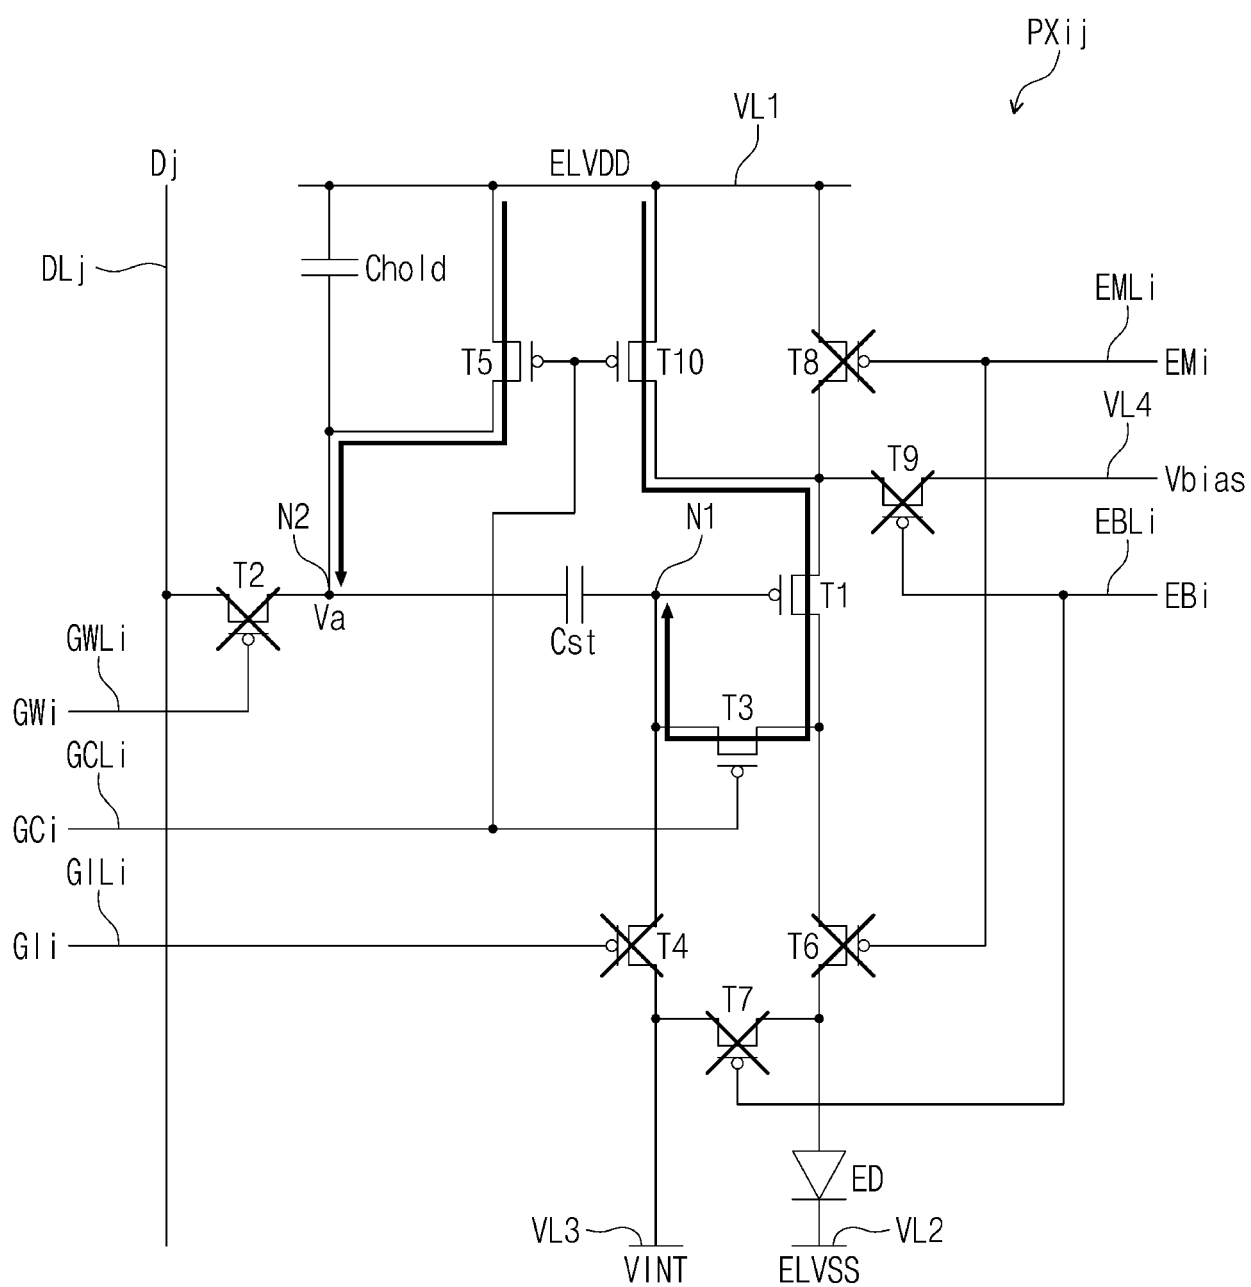 PXij
VL1
Dj
ELVDD
DLj
Chold
EMLi
T5
T10
T8
EMi
VL4
T9
Vbias
N2
N1
EBLi
T2
T1
EBi
Va
Cst
GWLi
GWi
T3
GCLi
GCi
GILi
GIi
T4
T6
T7
ED
VL3
VL2
VINT
ELVSS